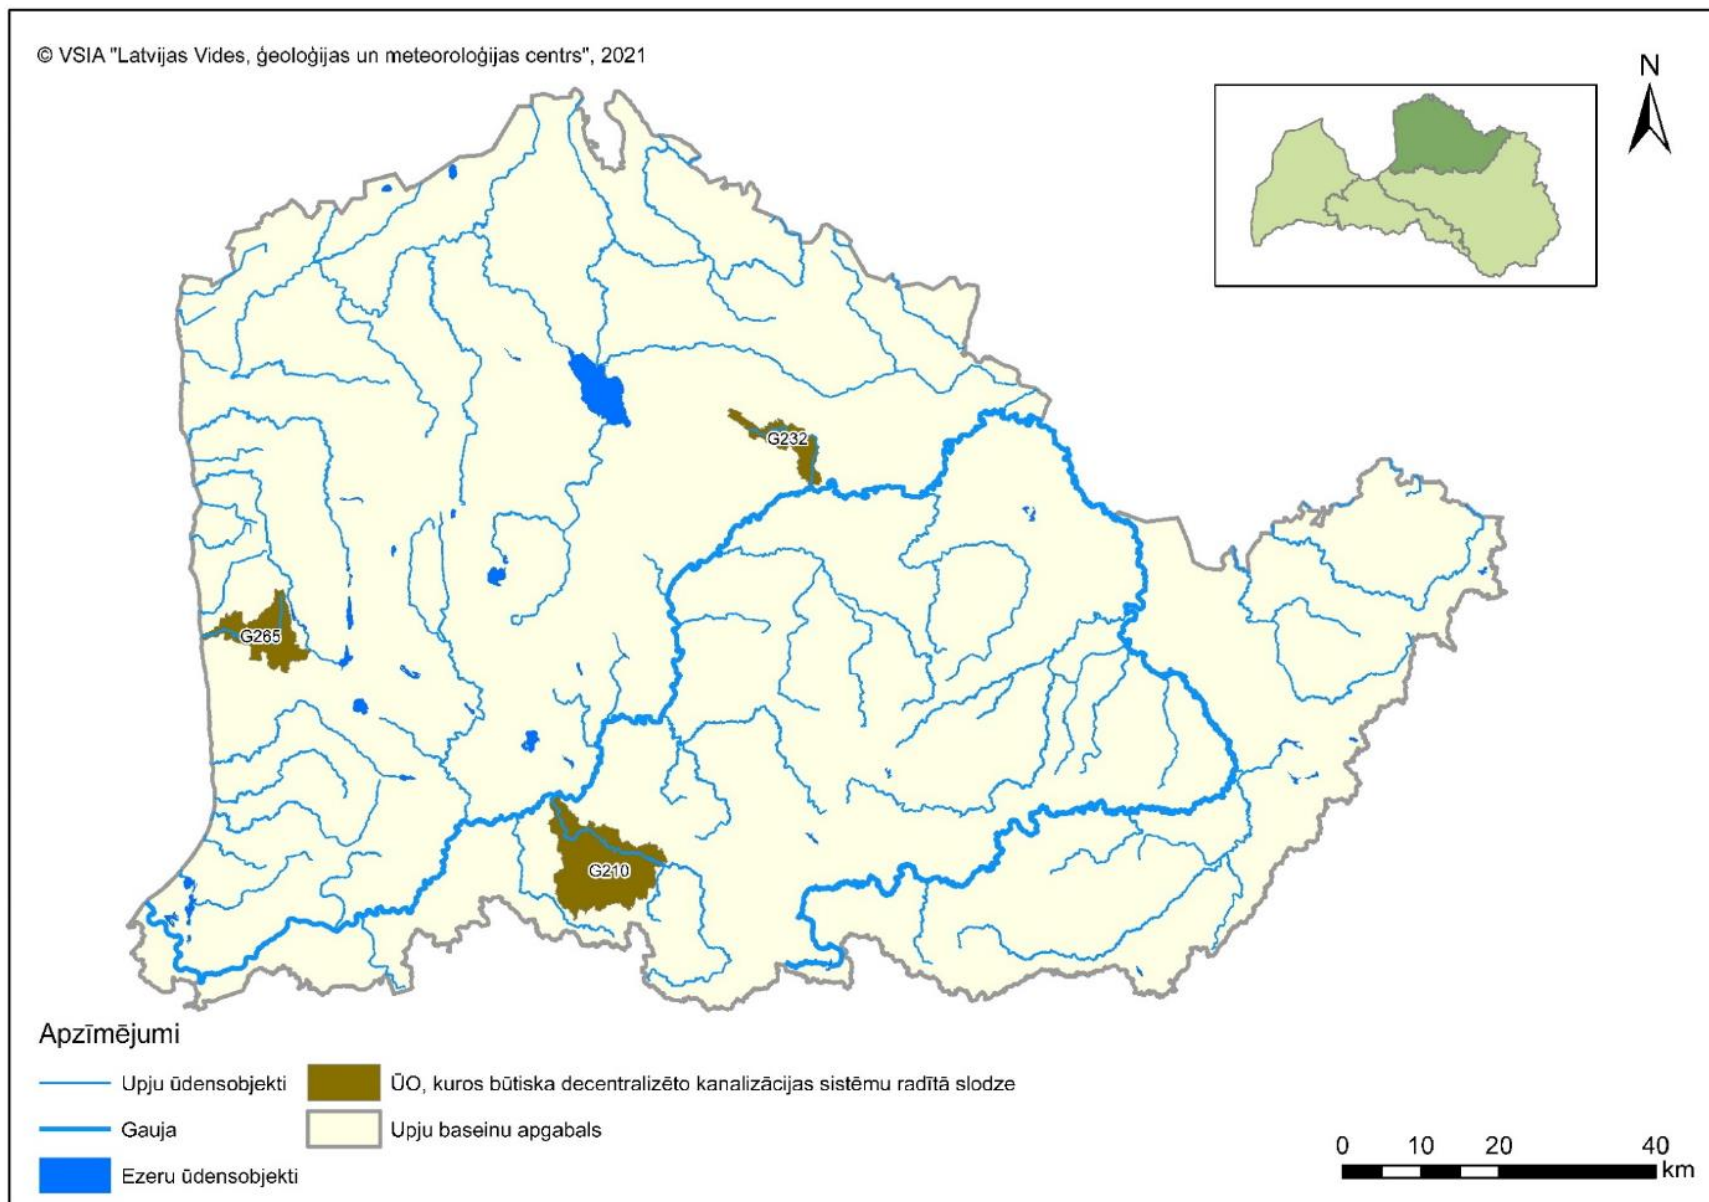 © VSIA "Latvijas Vides, ģeoloģijas un meteoroloģijas centrs", 2021
N
G232
G265
G210
Apzīmējumi
Upju ūdensobjekti
ŪO, kuros būtiska decentralizēto kanalizācijas sistēmu radītā slodze
Gauja
Upju baseinu apgabals
Ezeru ūdensobjekti
0 10 20 40
km